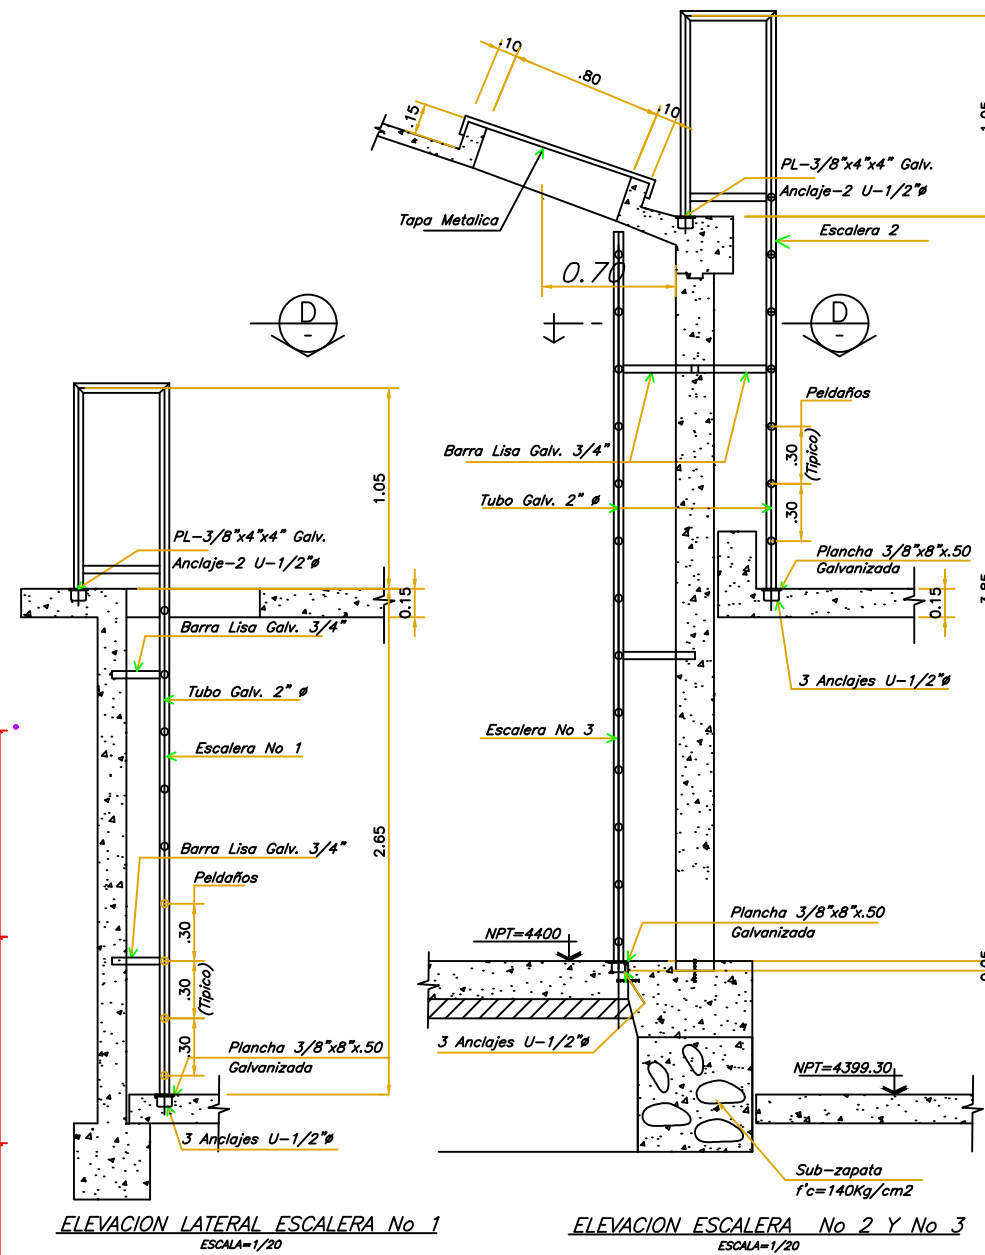 .10
.80
.10
.15
PL-3/8"x4"x4" Galv.
Anclaje-2 U-1/2"ø
Tapa Metalica
Escalera 2
0.70
D
-
D
-
Peldaños
.30
(Tipico)
.30
Barra Lisa Galv. 3/4"
Tubo Galv. 2" ø
1.05
PL-3/8"x4"x4" Galv.
Anclaje-2 U-1/2"ø
Plancha 3/8"x8"x.50
Galvanizada
0.15
0.15
Barra Lisa Galv. 3/4"
3 Anclajes U-1/2"ø
Tubo Galv. 2" ø
Escalera No 3
Escalera No 1
2.65
Barra Lisa Galv. 3/4"
Peldaños
.30
.30
(Tipico)
.30
Plancha 3/8"x8"x.50
Galvanizada
NPT=4400
3 Anclajes U-1/2"ø
Plancha 3/8"x8"x.50
Galvanizada
NPT=4399.30
3 Anclajes U-1/2"ø
Sub-zapata
f'c=140Kg/cm2
ELEVACION LATERAL ESCALERA No 1
ESCALA=1/20
ELEVACION ESCALERA No 2 Y No 3
ESCALA=1/20